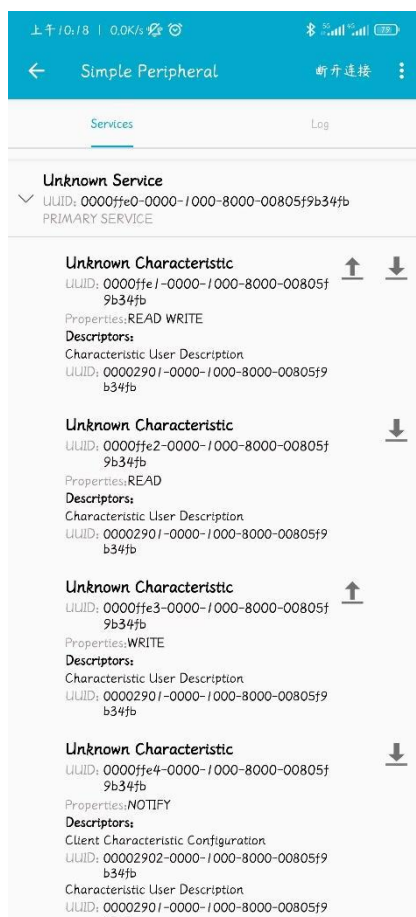 上午10:18 | 0.0K/s
5G 4G 79
Simple Peripheral 断开连接
Services Log
Unknown Service
UUID: 0000ffe0-0000-1000-8000-00805f9b34fb
PRIMARY SERVICE
Unknown Characteristic
UUID: 0000ffe1-0000-1000-8000-00805f
9b34fb
Properties:READ WRITE
Descriptors:
Characteristic User Description
UUID: 00002901-0000-1000-8000-00805f9
b34fb
Unknown Characteristic
UUID: 0000ffe2-0000-1000-8000-00805f
9b34fb
Properties:READ
Descriptors:
Characteristic User Description
UUID: 00002901-0000-1000-8000-00805f9
b34fb
Unknown Characteristic
UUID: 0000ffe3-0000-1000-8000-00805f
9b34fb
Properties:WRITE
Descriptors:
Characteristic User Description
UUID: 00002901-0000-1000-8000-00805f9
b34fb
Unknown Characteristic
UUID: 0000ffe4-0000-1000-8000-00805f
9b34fb
Properties:NOTIFY
Descriptors:
Client Characteristic Configuration
UUID: 00002902-0000-1000-8000-00805f9
b34fb
Characteristic User Description
UUID: 00002901-0000-1000-8000-00805f9